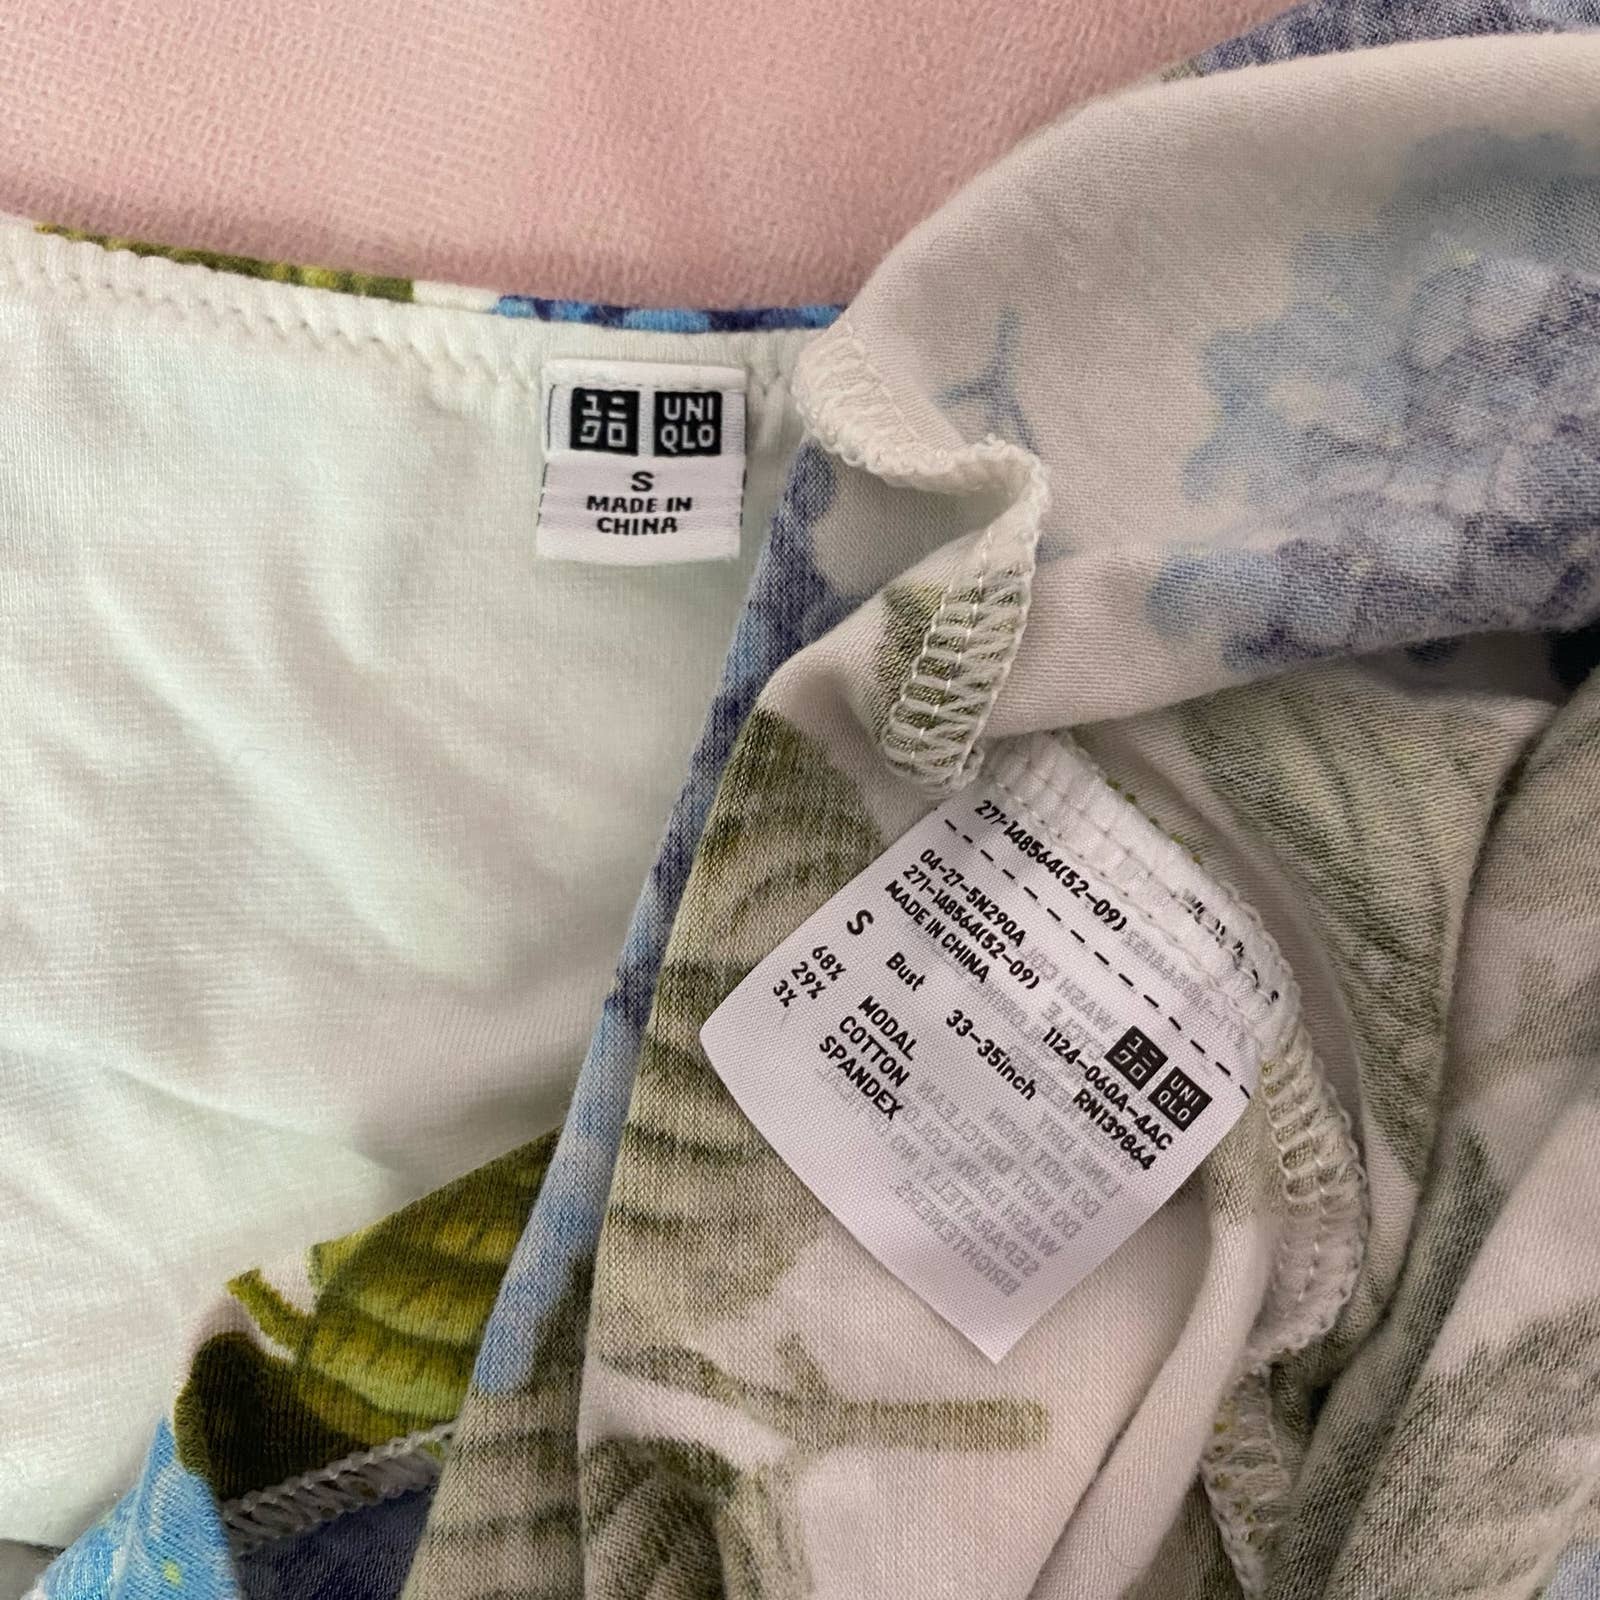 ユニ
クロ
UNI
QLO
S
MADE IN
CHINA
271-148564(52-09)
04-27-5N290A
271-148564(52-09)
MADE IN CHINA
ユニ
クロ
UNI
QLO
1124-060A-4AC
RN139864
S
Bust 33-35inch
68% MODAL
29% COTTON
3% SPANDEX